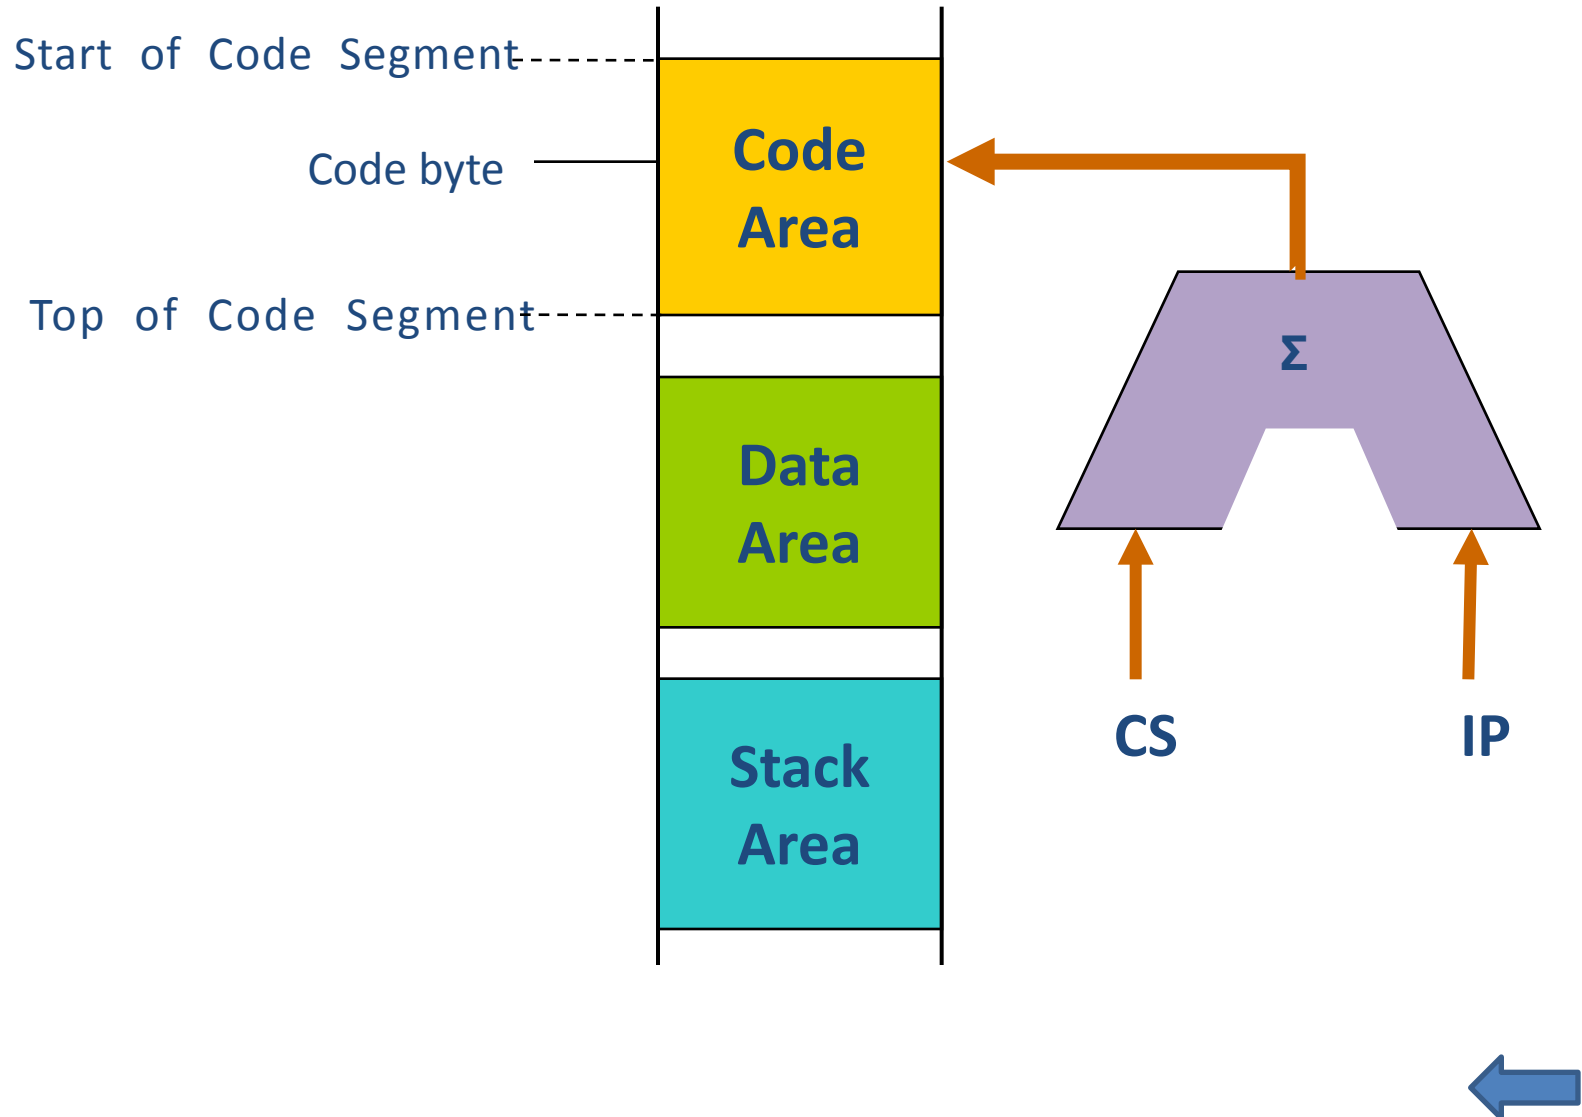 Start of Code Segment
Code byte
Top of Code Segment
Code
Area
Data
Area
Stack
Area
Σ
CS
IP